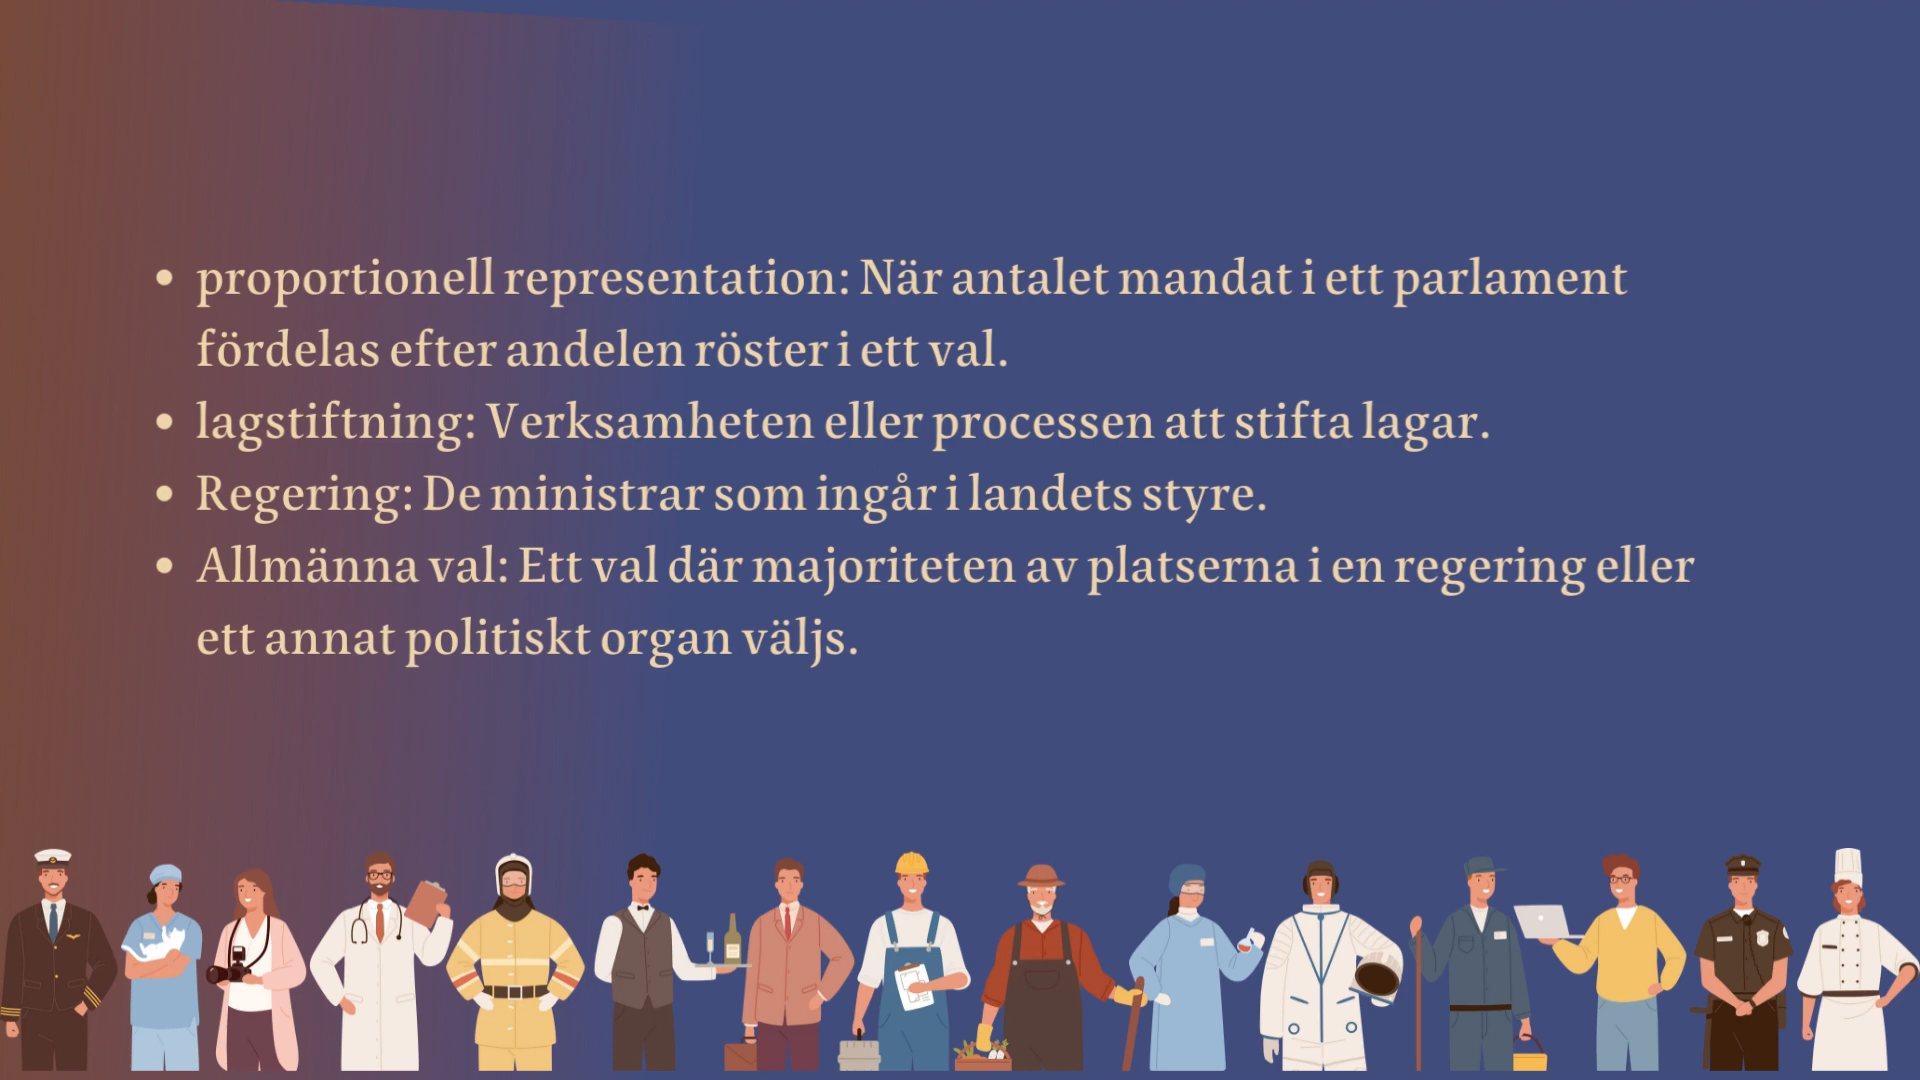 • proportionell representation: När antalet mandat i ett parlament
fördelas efter andelen röster i ett val.
• lagstiftning: Verksamheten eller processen att stifta lagar.
• Regering: De ministrar som ingår i landets styre.
• Allmänna val: Ett val där majoriteten av platserna i en regering eller
ett annat politiskt organ väljs.